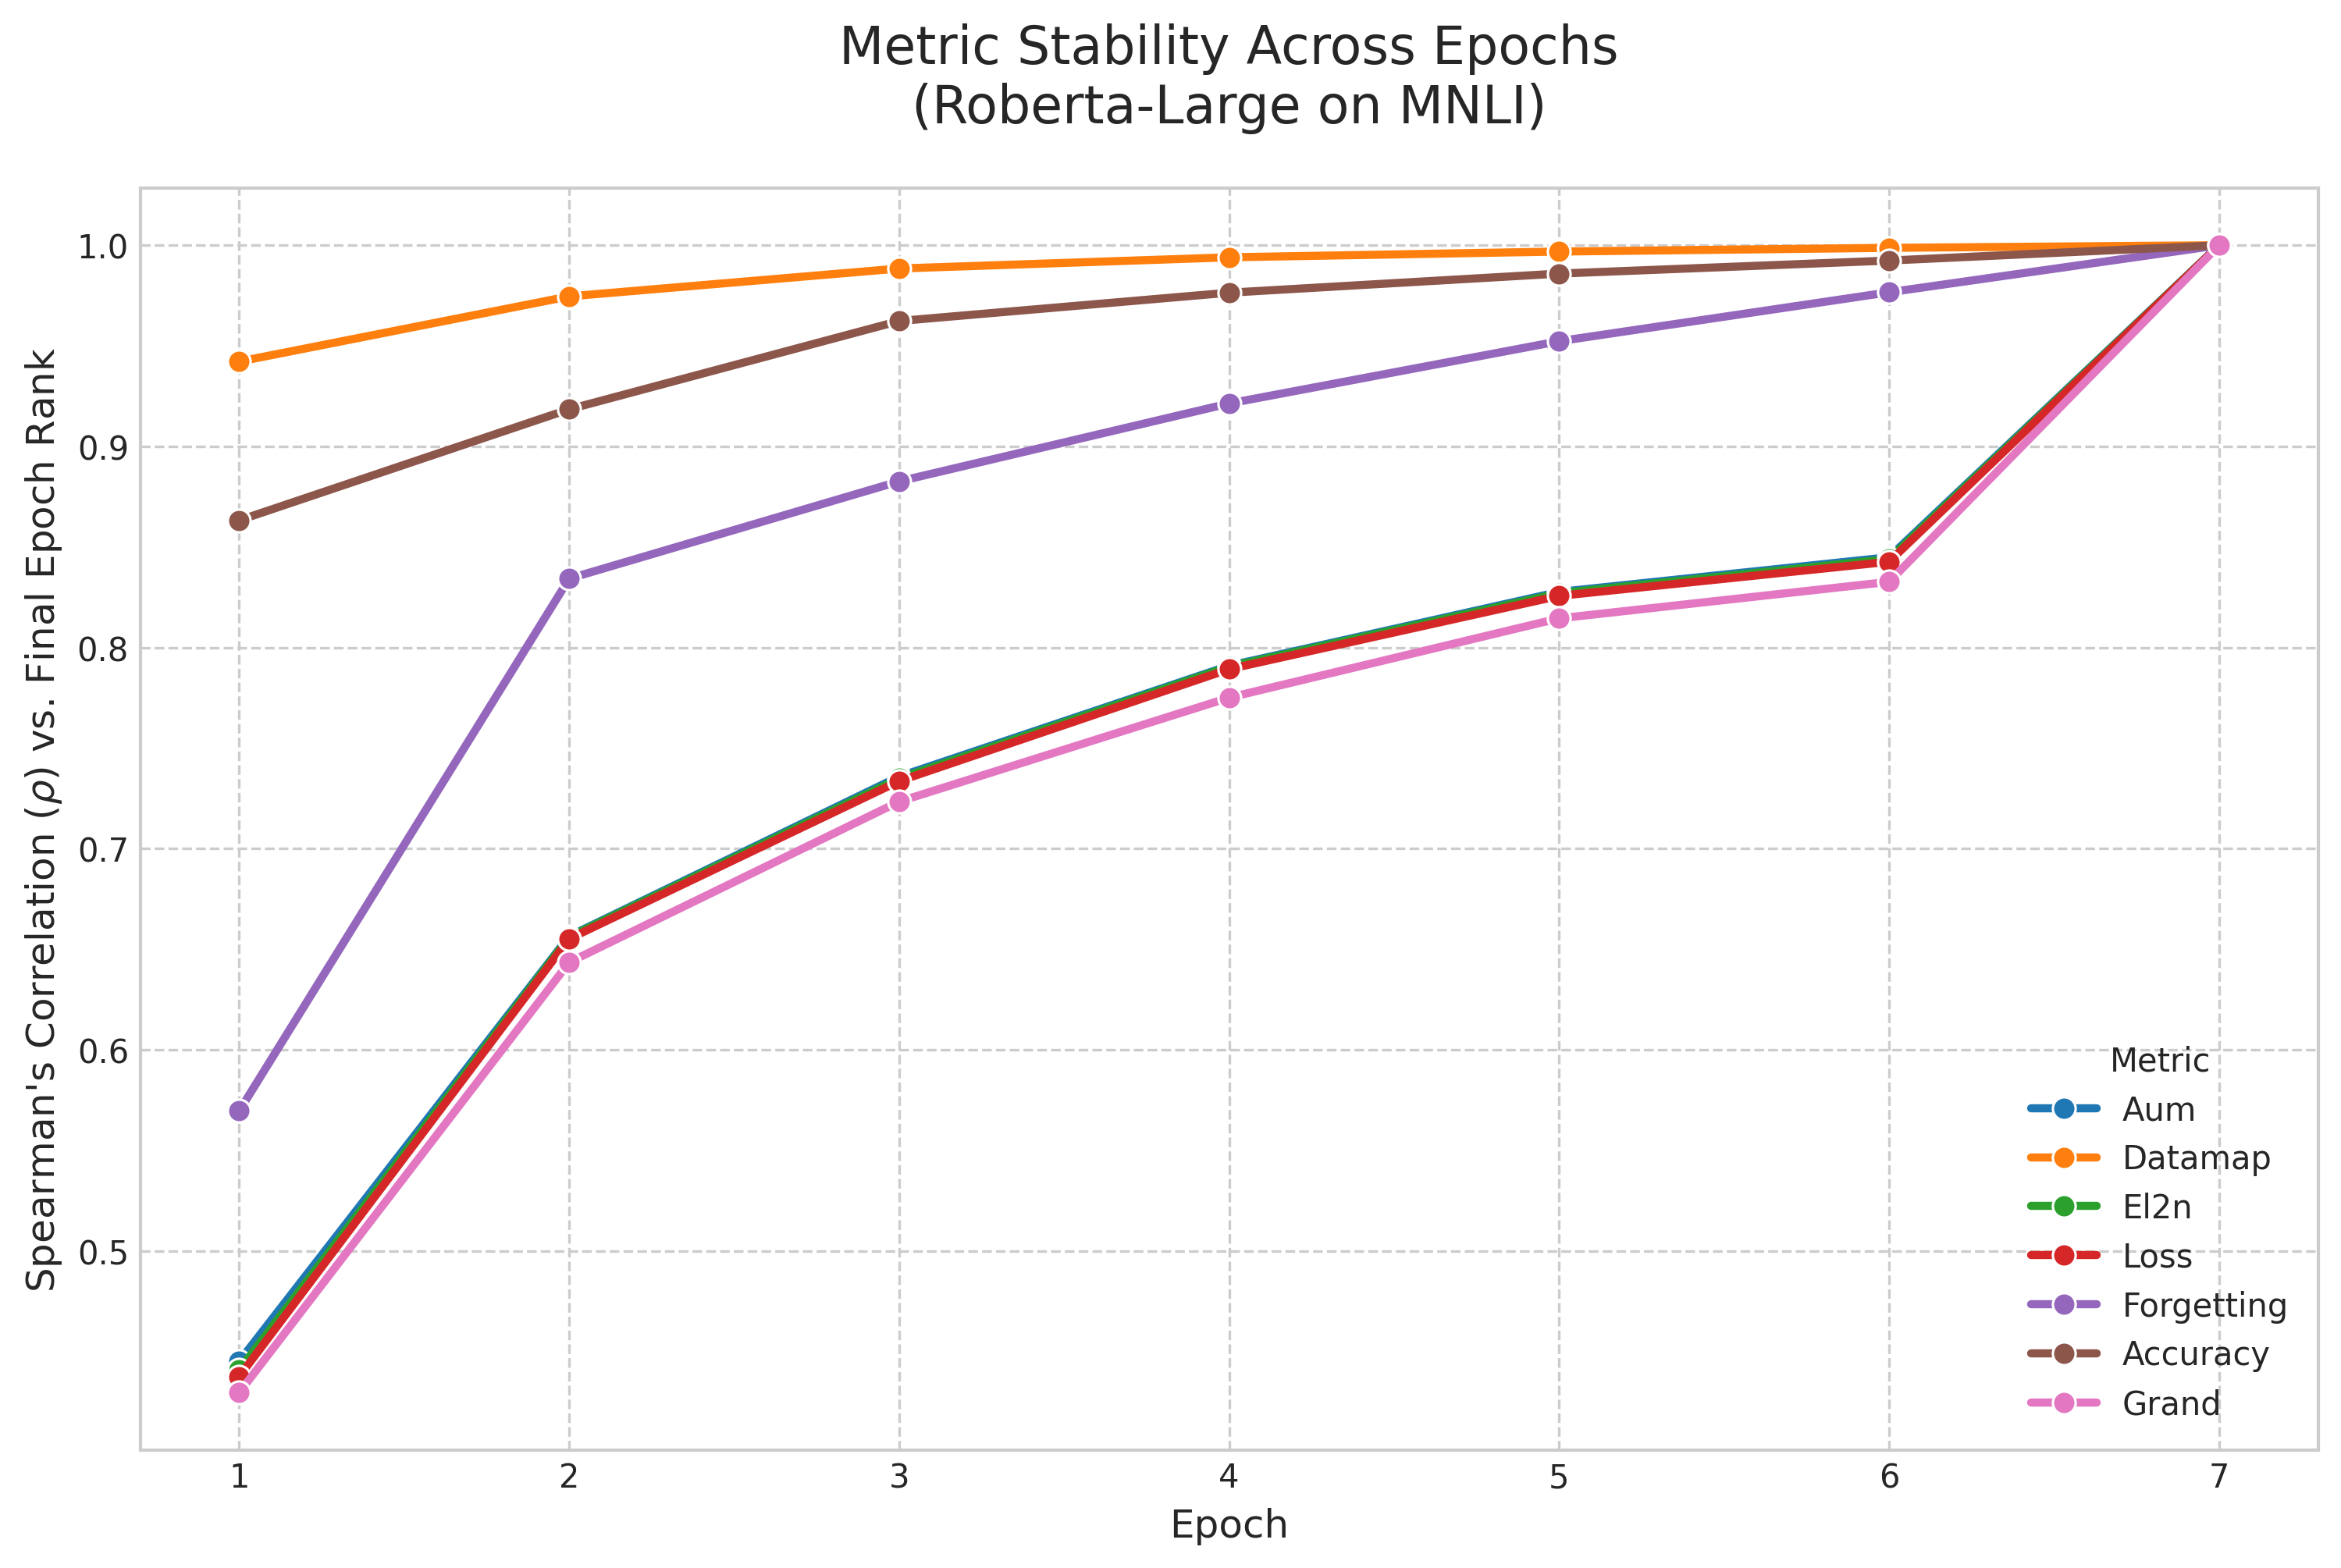 Metric Stability Across Epochs
(Roberta-Large on MNLI)
Spearman's Correlation (ρ) vs. Final Epoch Rank
1.0
0.9
0.8
0.7
0.6
0.5
Metric
Aum
Datamap
El2n
Loss
Forgetting
Accuracy
Grand
1 2 3 4 5 6 7
Epoch